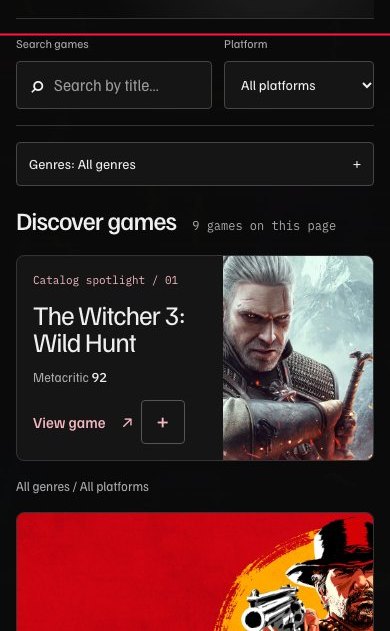 Search games
Platform
Search by title...
All platforms
Genres: All genres
+
Discover games
9 games on this page
Catalog spotlight / 01
The Witcher 3:
Wild Hunt
Metacritic 92
View game ↗
+
All genres / All platforms